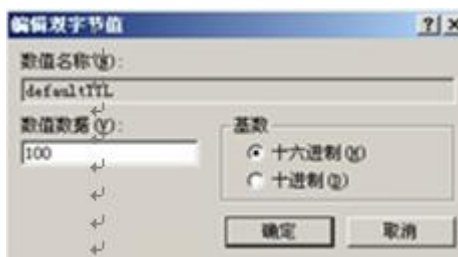 编辑双字节值
数值名称(N):
defaultTTL
数值数据(V):
100
基数
十六进制(H)
十进制(D)
确定
取消